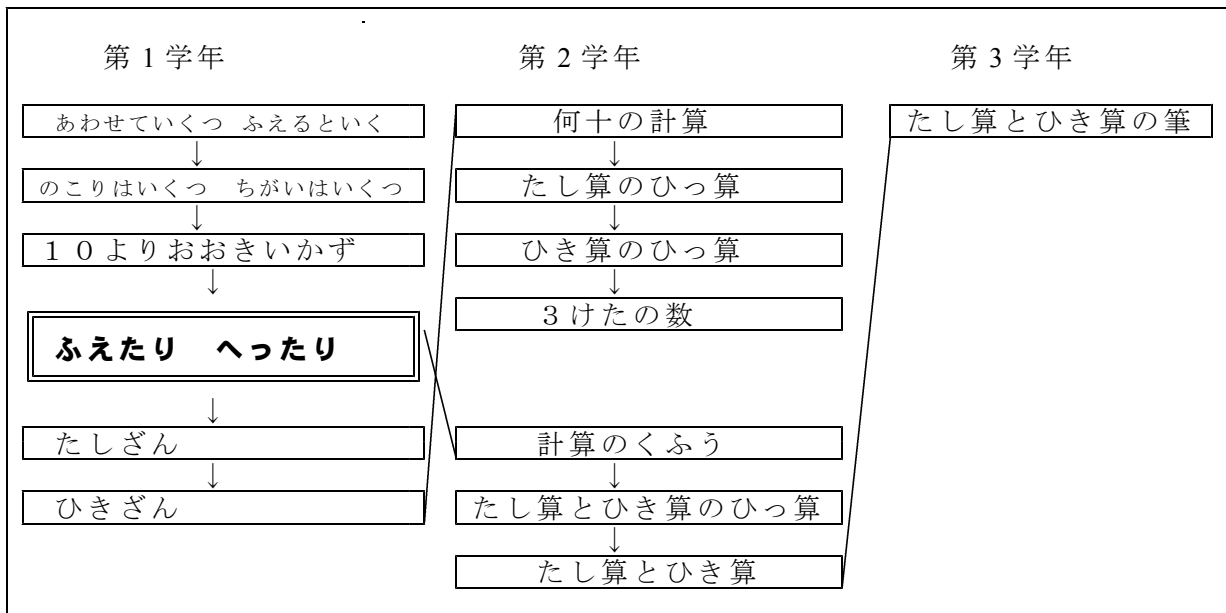 第1学年
あわせていくつ ふえるといく
↓
のこりはいくつ ちがいはいくつ
↓
10よりおおきいかず
↓
ふえたり へったり
↓
たしざん
↓
ひきざん
第2学年
何十の計算
↓
たし算のひっ算
↓
ひき算のひっ算
↓
3けたの数
計算のくふう
↓
たし算とひき算のひっ算
↓
たし算とひき算
第3学年
たし算とひき算の筆